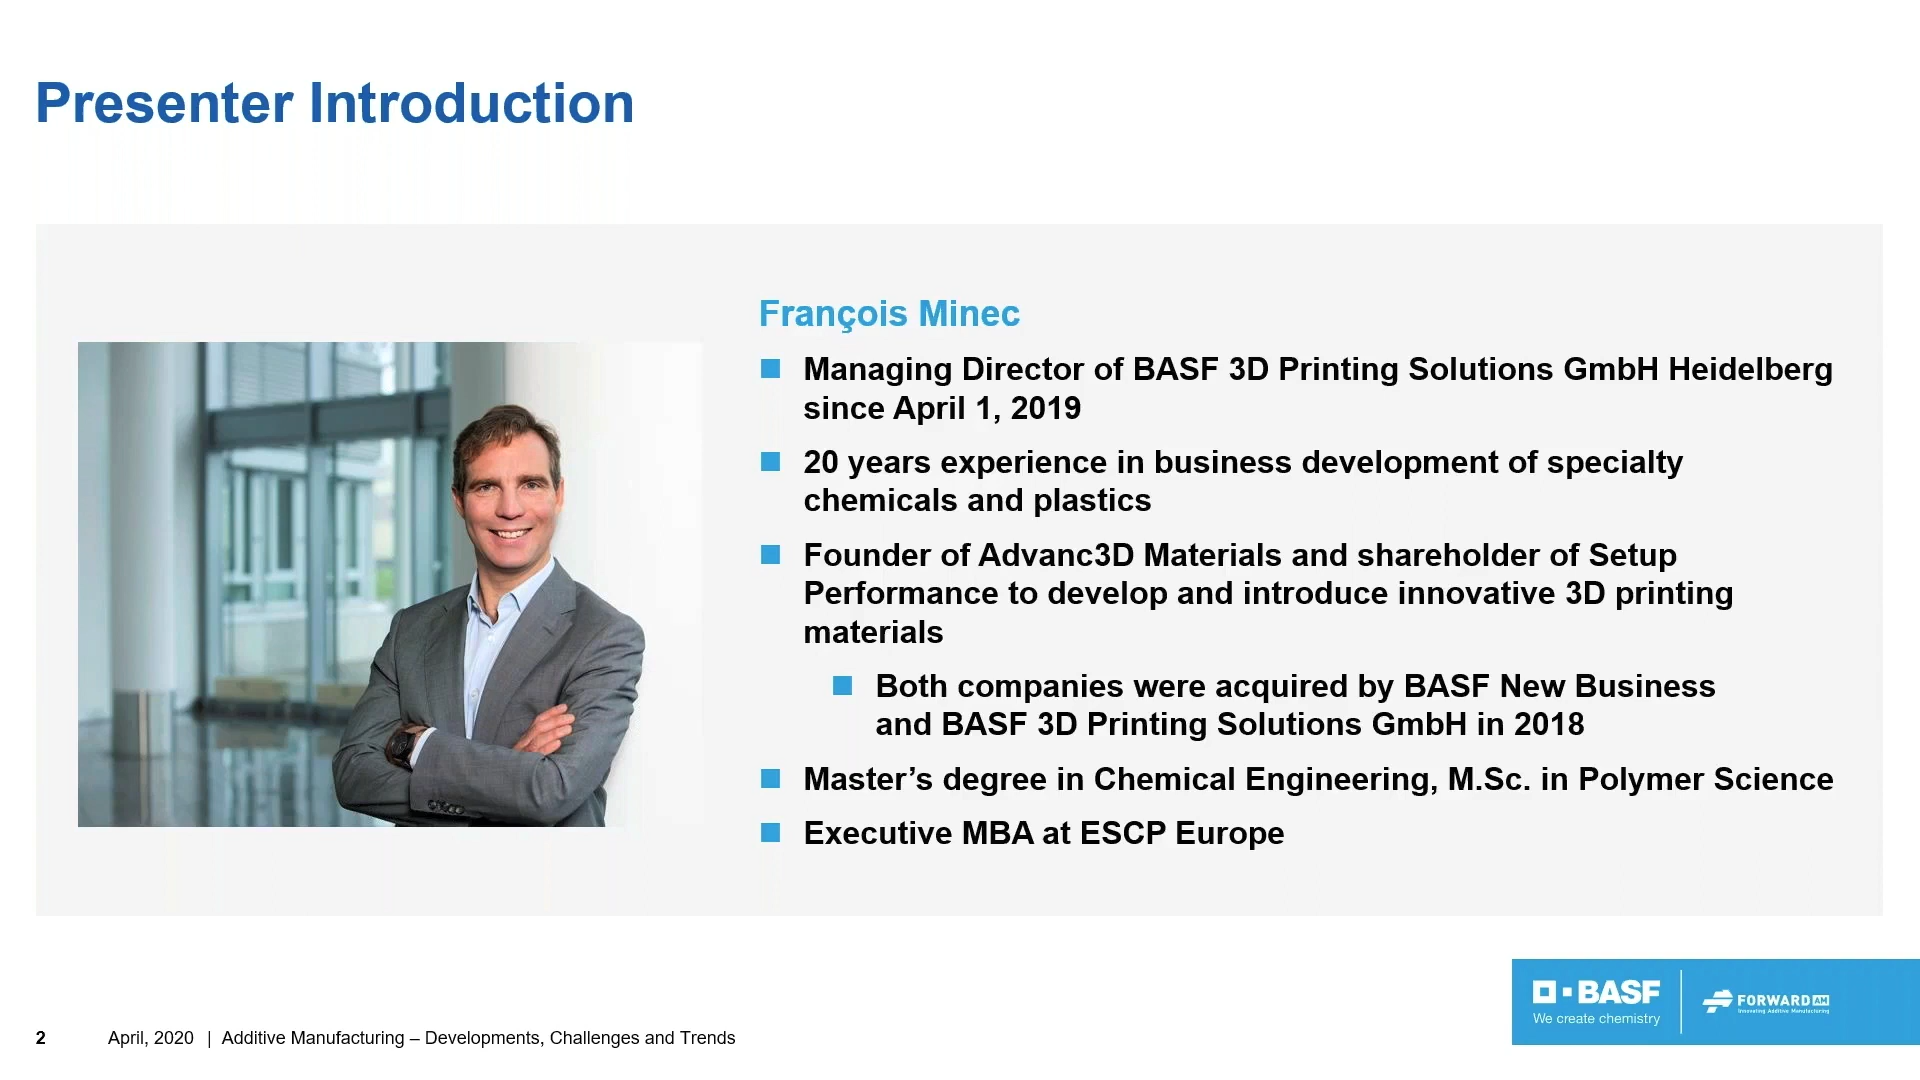 Presenter Introduction
François Minec
Managing Director of BASF 3D Printing Solutions GmbH Heidelberg
since April 1, 2019
20 years experience in business development of specialty
chemicals and plastics
Founder of Advanc3D Materials and shareholder of Setup
Performance to develop and introduce innovative 3D printing
materials
Both companies were acquired by BASF New Business
and BASF 3D Printing Solutions GmbH in 2018
Master’s degree in Chemical Engineering, M.Sc. in Polymer Science
Executive MBA at ESCP Europe
BASF
We create chemistry
FORWARD AM
Innovating Additive Manufacturing
2 April, 2020 | Additive Manufacturing – Developments, Challenges and Trends